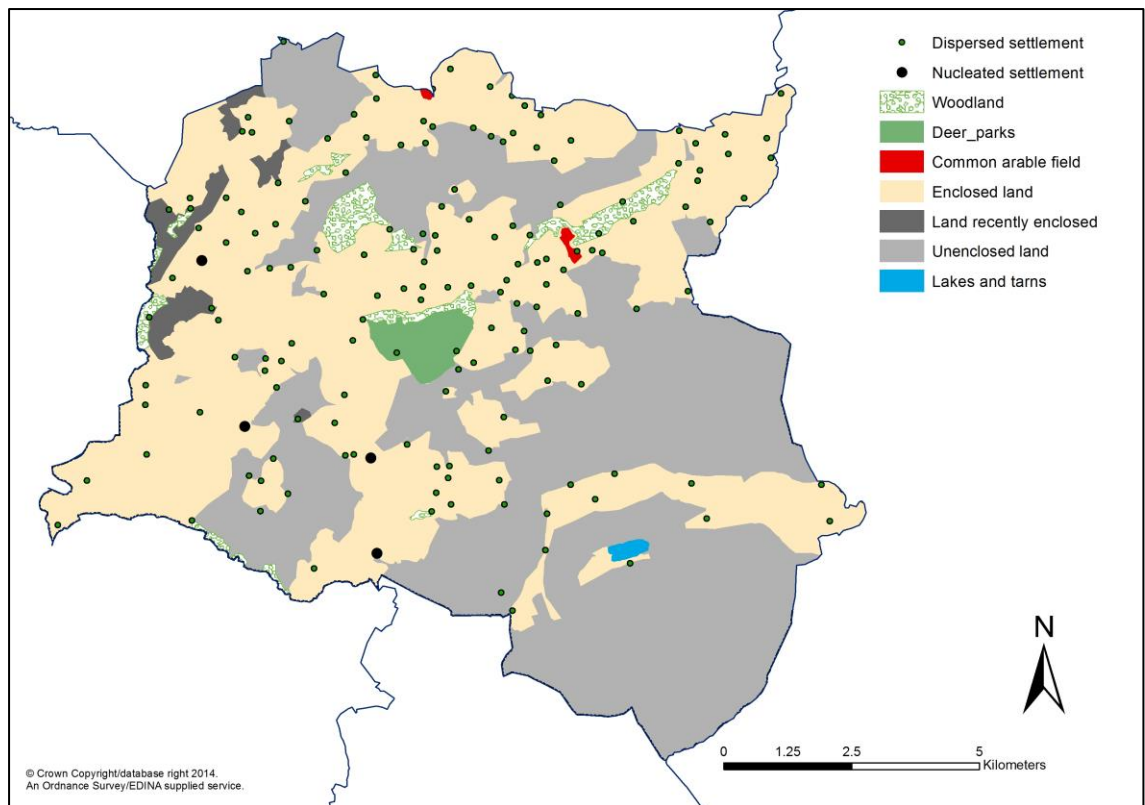 Dispersed settlement
Nucleated settlement
Woodland
Deer_parks
Common arable field
Enclosed land
Land recently enclosed
Unenclosed land
Lakes and tarns
N
0 1.25 2.5 5
Kilometers
© Crown Copyright/database right 2014.
An Ordnance Survey/EDINA supplied service.